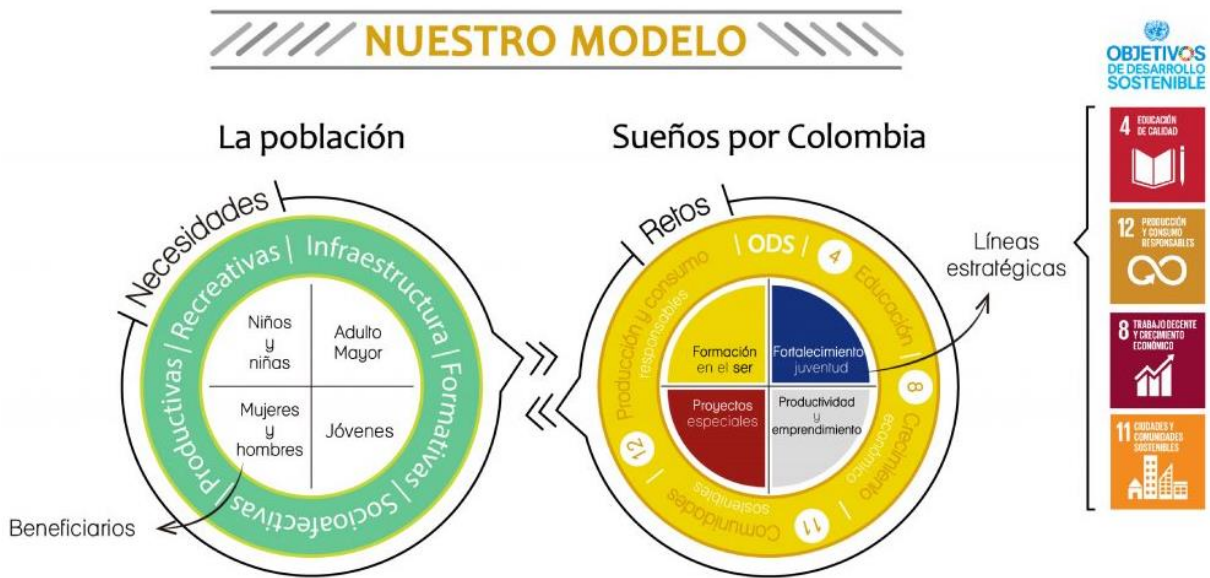 NUESTRO MODELO
OBJETIVOS
DE DESARROLLO
SOSTENIBLE
La población
Necesidades
Recreativas | Infraestructura | Formativas | Socioafectivas | Productivas |
Niños
y
niñas
Adulto
Mayor
Mujeres
y
hombres
Jóvenes
Beneficiarios
Sueños por Colombia
Retos
| ODS |
4 Educación |
8 Crecimiento
económico
|
11 Comunidades
sostenibles
|
12 Producción y consumo
responsables
Formación
en el ser
Fortalecimiento
juventud
Proyectos
especiales
Productividad
y
emprendimiento
Líneas
estratégicas
4 EDUCACIÓN
DE CALIDAD
12 PRODUCCIÓN
Y CONSUMO
RESPONSABLES
8 TRABAJO DECENTE
Y CRECIMIENTO
ECONÓMICO
11 CIUDADES Y
COMUNIDADES
SOSTENIBLES